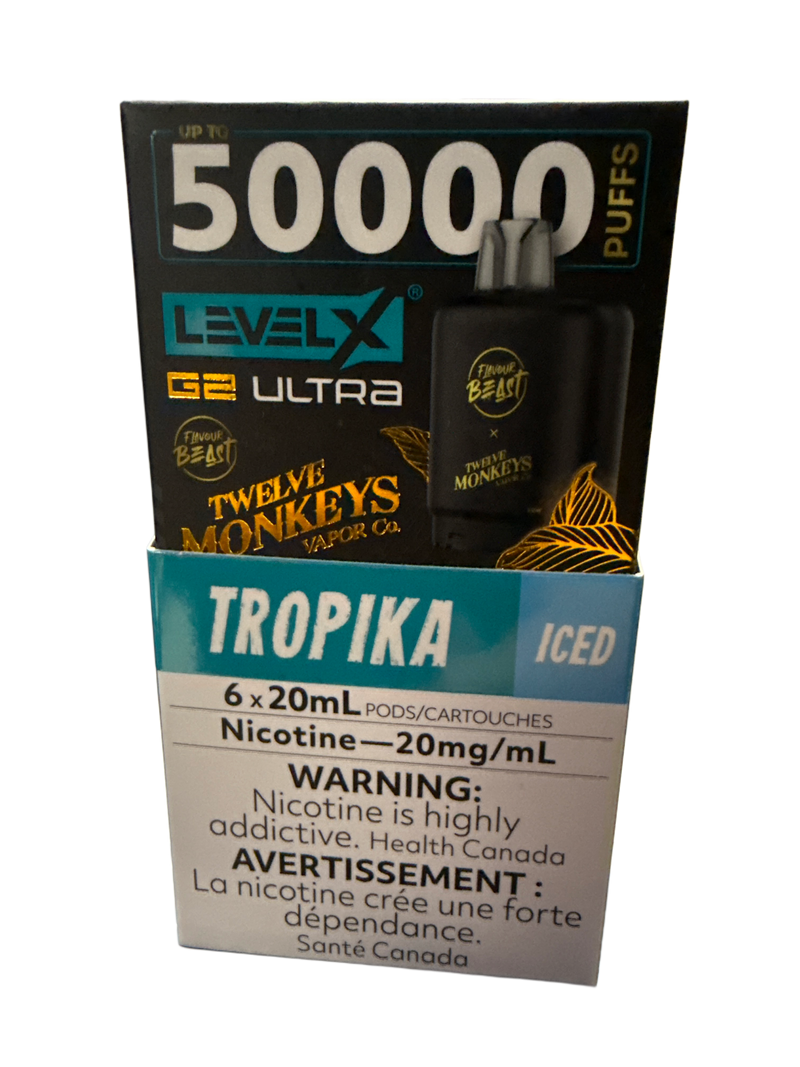 UP TO
50000
PUFFS
LEVELX®
G2 ULTRA
FLAVOUR
BEAST
TWELVE
MONKEYS
VAPOR Co.
FLAVOUR
BEAST
×
TWELVE
MONKEYS
VAPOR Co.
TROPIKA
ICED
6 x 20mL PODS/CARTOUCHES
Nicotine—20mg/mL
WARNING:
Nicotine is highly
addictive. Health Canada
AVERTISSEMENT :
La nicotine crée une forte
dépendance.
Santé Canada